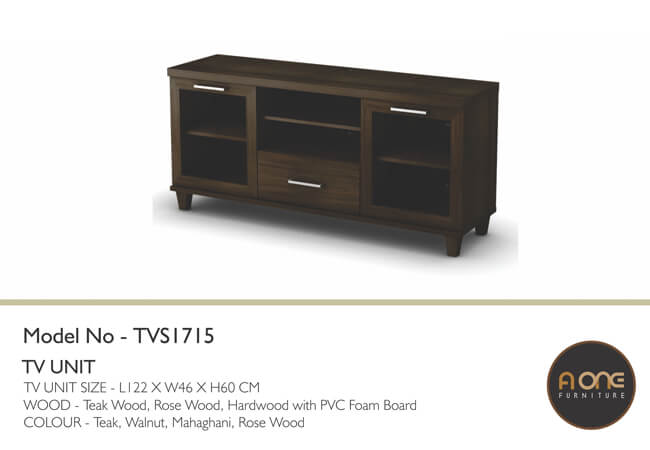 Model No - TVS1715
TV UNIT
TV UNIT SIZE - L122 X W46 X H60 CM
WOOD - Teak Wood, Rose Wood, Hardwood with PVC Foam Board
COLOUR - Teak, Walnut, Mahaghani, Rose Wood
A ONE
FURNITURE